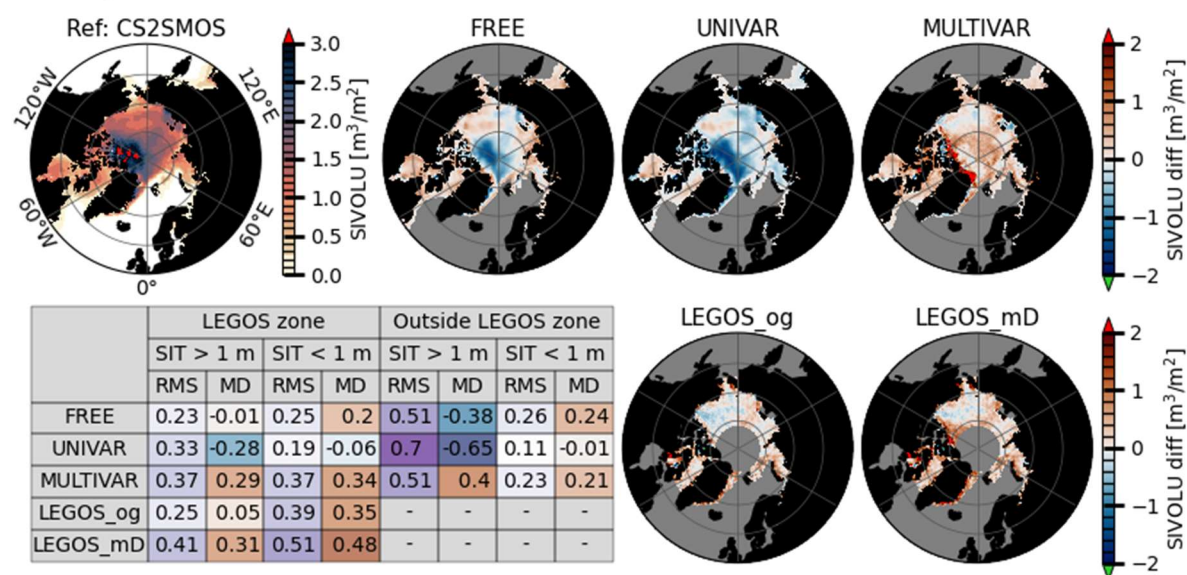 Ref: CS2SMOS
FREE
UNIVAR
MULTIVAR
120°W
120°E
60°W
60°E
0°
3.0
2.5
2.0
1.5
1.0
0.5
0.0
SIVOLU [m³/m²]
2
1
0
−1
−2
SIVOLU diff [m³/m²]
LEGOS zone Outside LEGOS zone
SIT > 1 m SIT < 1 m SIT > 1 m SIT < 1 m
RMS MD RMS MD RMS MD RMS MD
FREE 0.23 -0.01 0.25 0.2 0.51 -0.38 0.26 0.24
UNIVAR 0.33 -0.28 0.19 -0.06 0.7 -0.65 0.11 -0.01
MULTIVAR 0.37 0.29 0.37 0.34 0.51 0.4 0.23 0.21
LEGOS_og 0.25 0.05 0.39 0.35 - - - -
LEGOS_mD 0.41 0.31 0.51 0.48 - - - -
LEGOS_og
LEGOS_mD
2
1
0
−1
−2
SIVOLU diff [m³/m²]